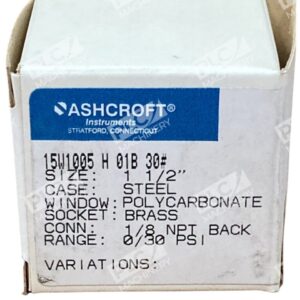 ASHCROFT®
Instruments
STRATFORD, CONNECTICUT
15W1005 H 01B 30#
SIZE: 1 1/2"
CASE: STEEL
WINDOW: POLYCARBONATE
SOCKET: BRASS
CONN: 1/8 NPT BACK
RANGE: 0/30 PSI
VARIATIONS: